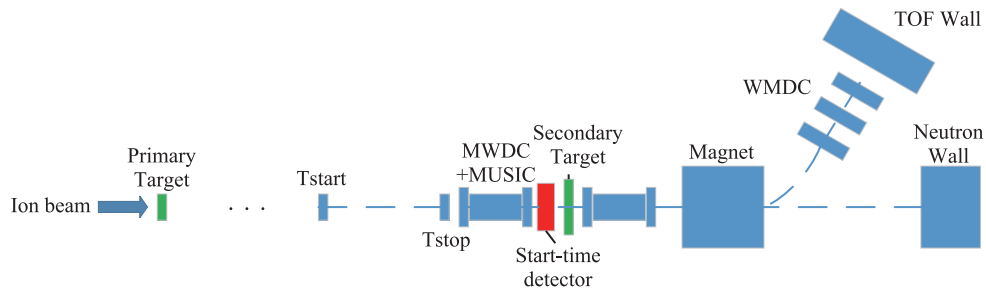 TOF Wall
WMDC
Neutron
Wall
Secondary
Target
MWDC
+MUSIC
Magnet
Primary
Target
Tstart
Ion beam
. . .
Tstop
Start-time
detector